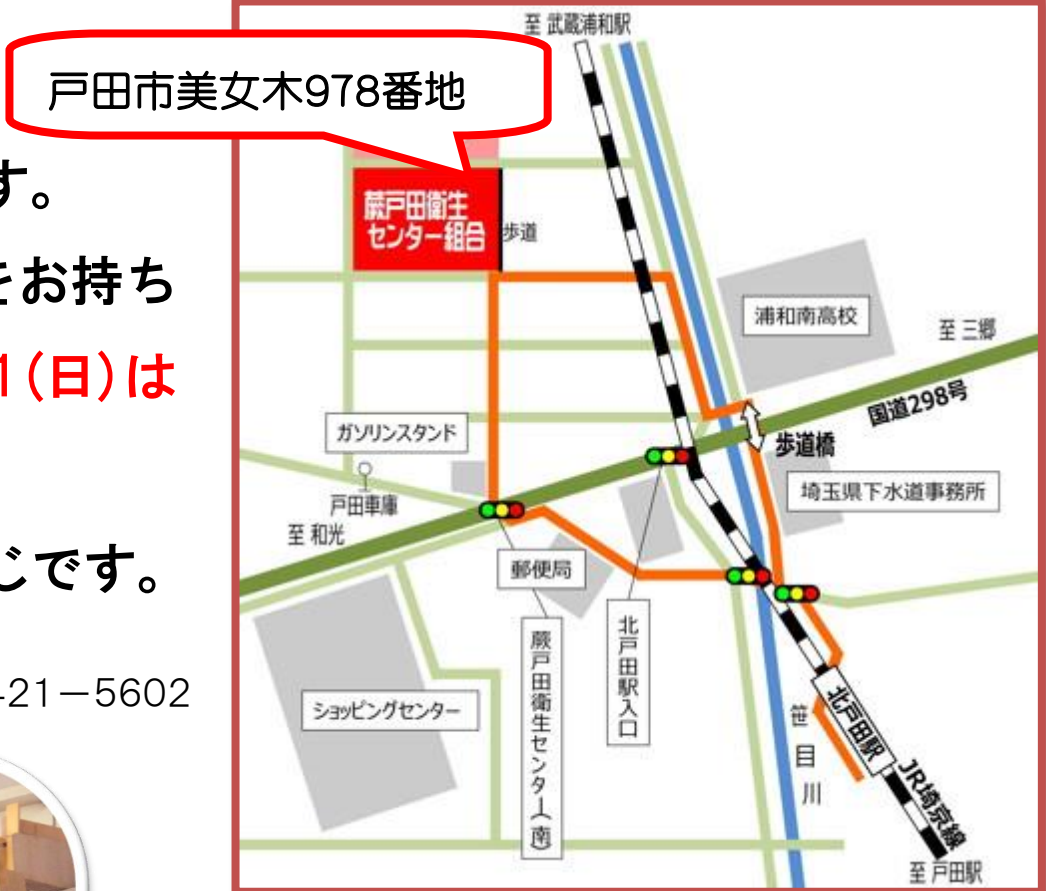 戸田市美女木978番地
す。
をお持ち
1(日)は
じです。
421−5602
至 武蔵浦和駅
蕨戸田衛生
センター組合
歩道
浦和南高校
至 三郷
国道298号
歩道橋
ガソリンスタンド
戸田車庫
埼玉県下水道事務所
至 和光
郵便局
蕨戸田衛生センター(南)
北戸田駅入口
ショッピングセンター
笹目川
北戸田駅
JR埼京線
至 戸田駅